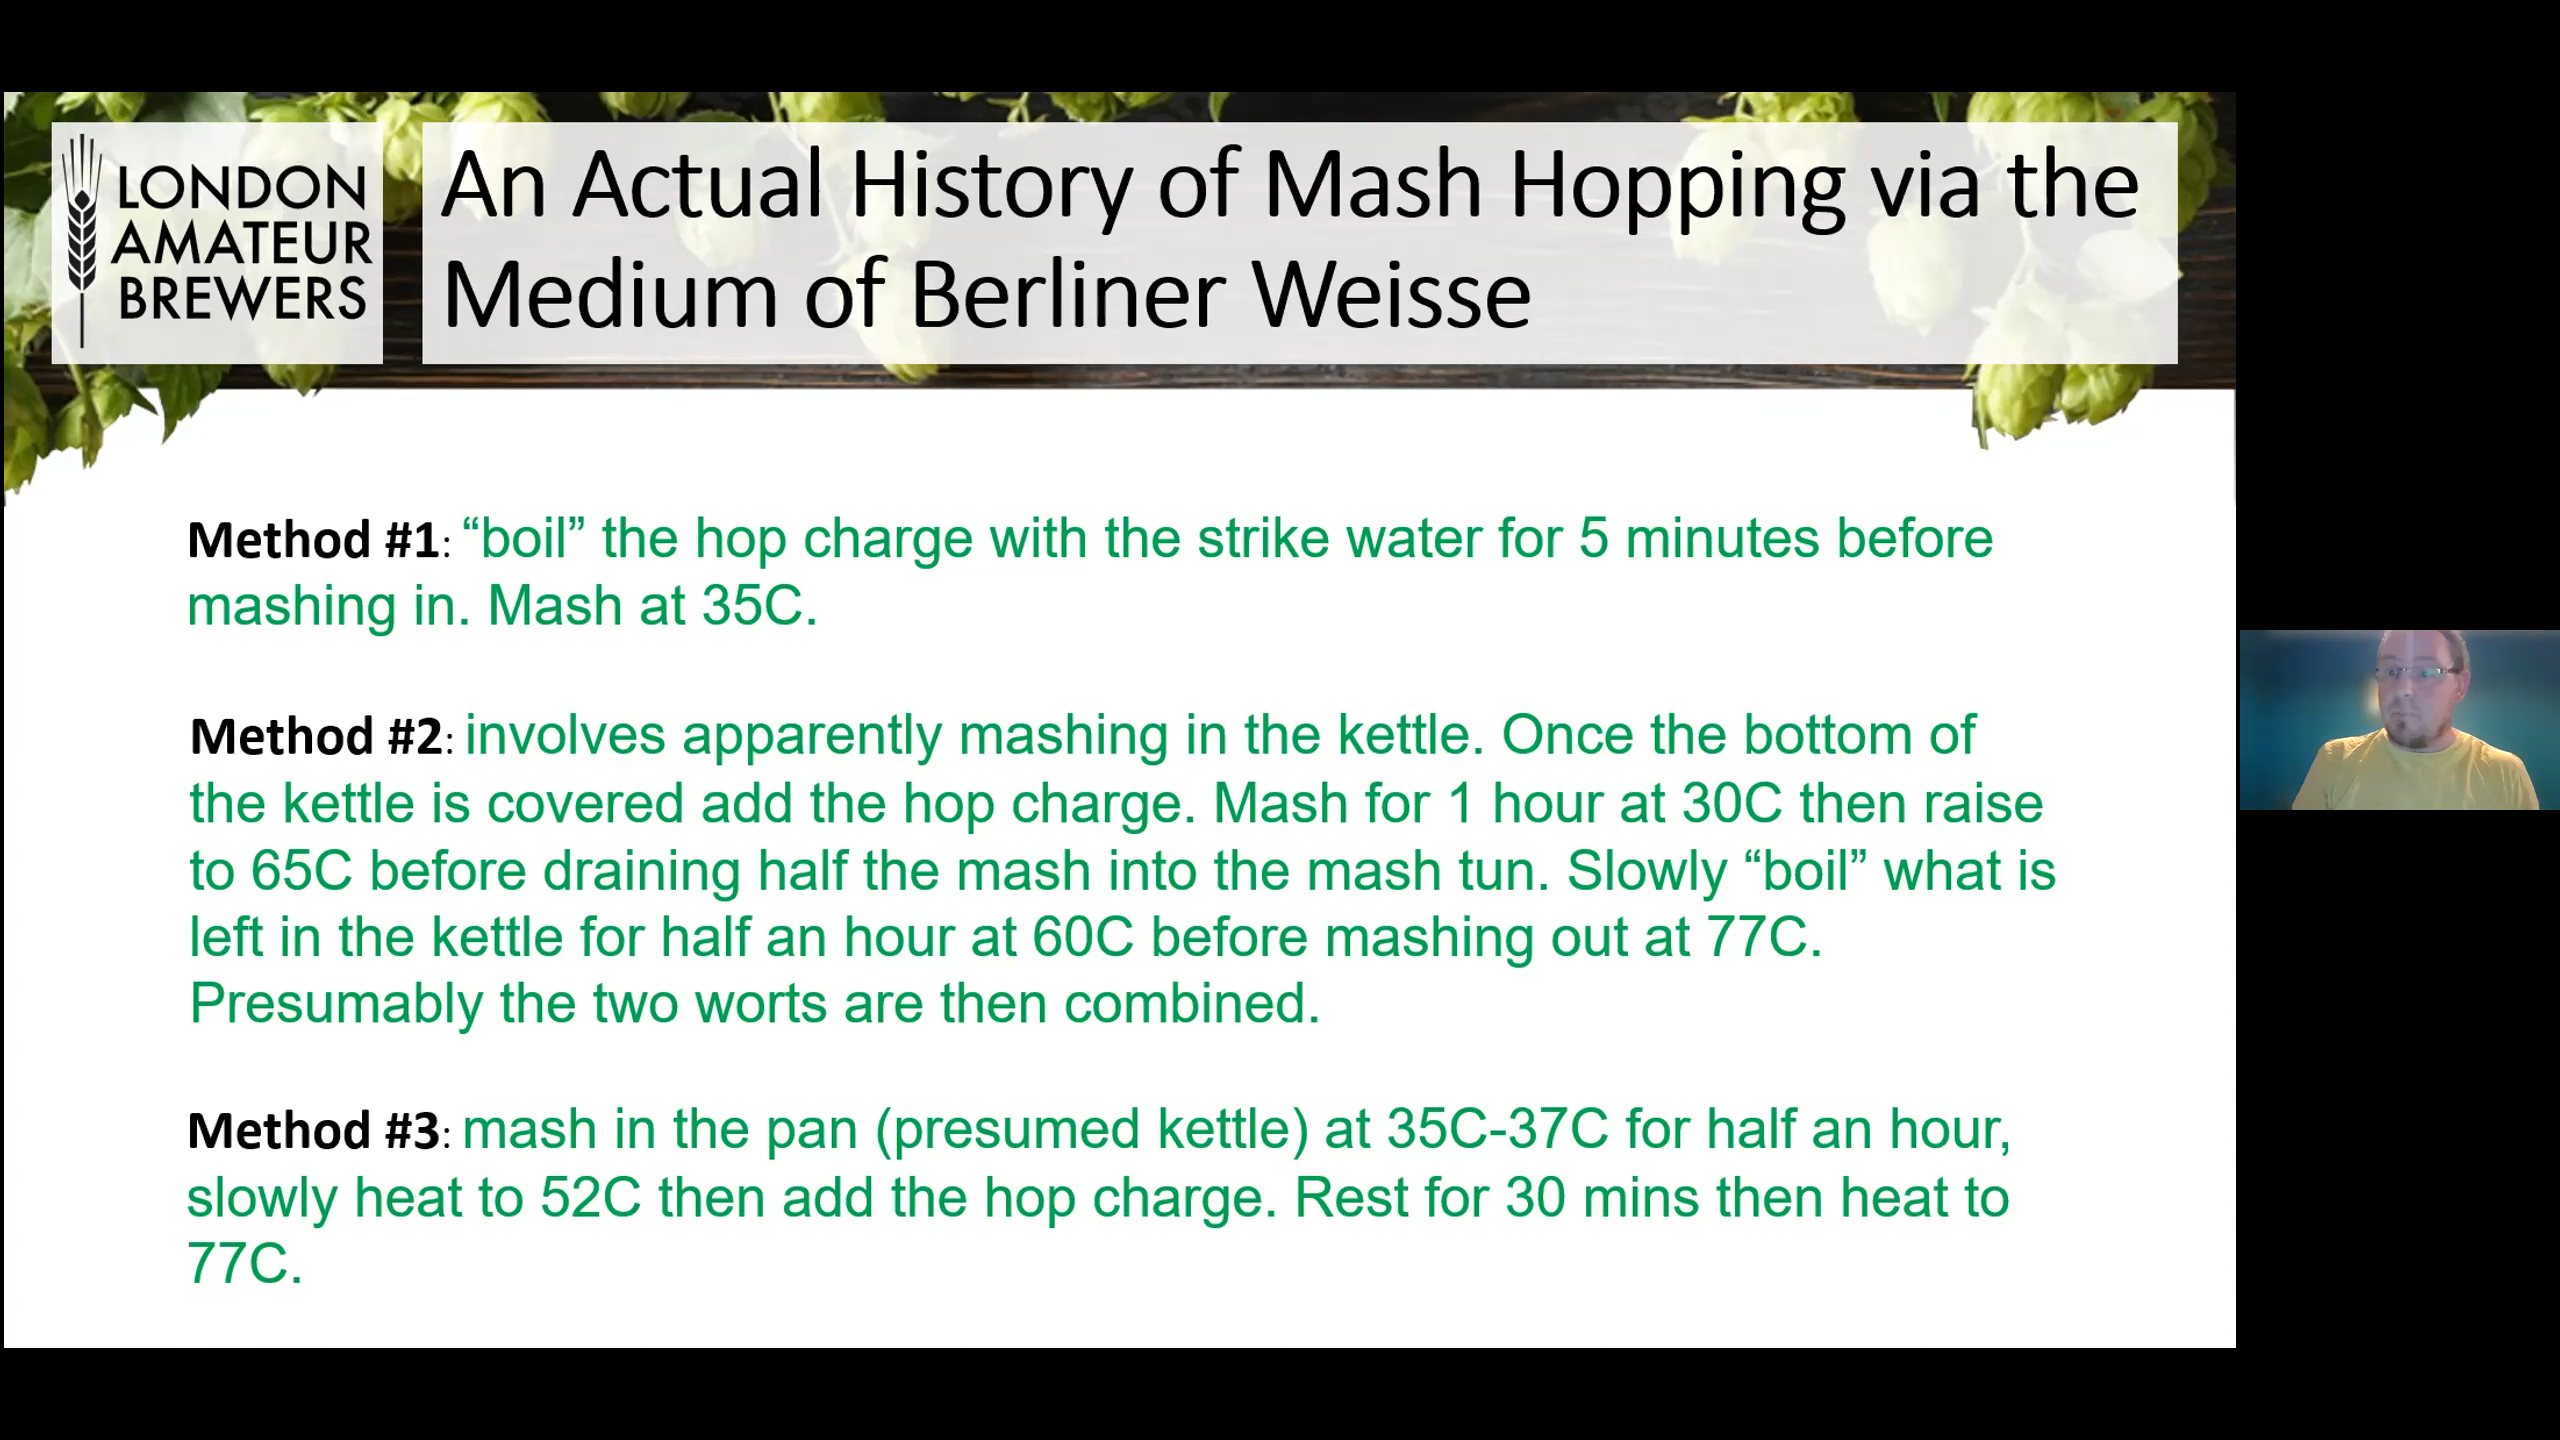 LONDON
AMATEUR
BREWERS
An Actual History of Mash Hopping via the
Medium of Berliner Weisse
Method #1: “boil” the hop charge with the strike water for 5 minutes before
mashing in. Mash at 35C.
Method #2: involves apparently mashing in the kettle. Once the bottom of
the kettle is covered add the hop charge. Mash for 1 hour at 30C then raise
to 65C before draining half the mash into the mash tun. Slowly “boil” what is
left in the kettle for half an hour at 60C before mashing out at 77C.
Presumably the two worts are then combined.
Method #3: mash in the pan (presumed kettle) at 35C-37C for half an hour,
slowly heat to 52C then add the hop charge. Rest for 30 mins then heat to
77C.